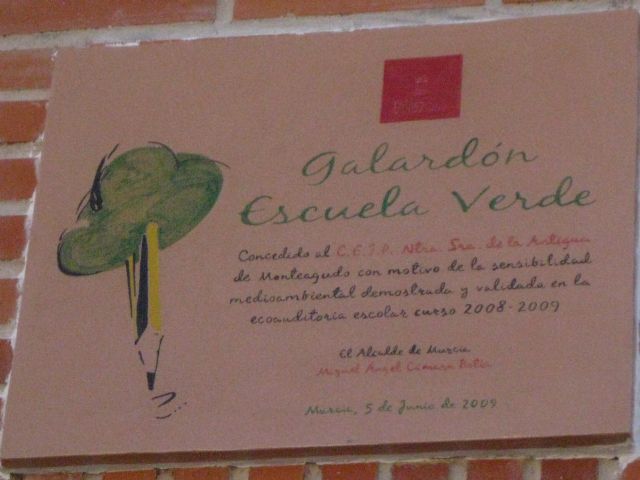 Galardón
Escuela Verde
Concedido al C.E.I.P. Ntra. Sra. de la Antigua
de Monteagudo con motivo de la sensibilidad
medioambiental demostrada y validada en la
ecoauditoria escolar curso 2008-2009
El Alcalde de Murcia
Miguel Angel Cámara Botía
Murcia, 5 de Junio de 2009